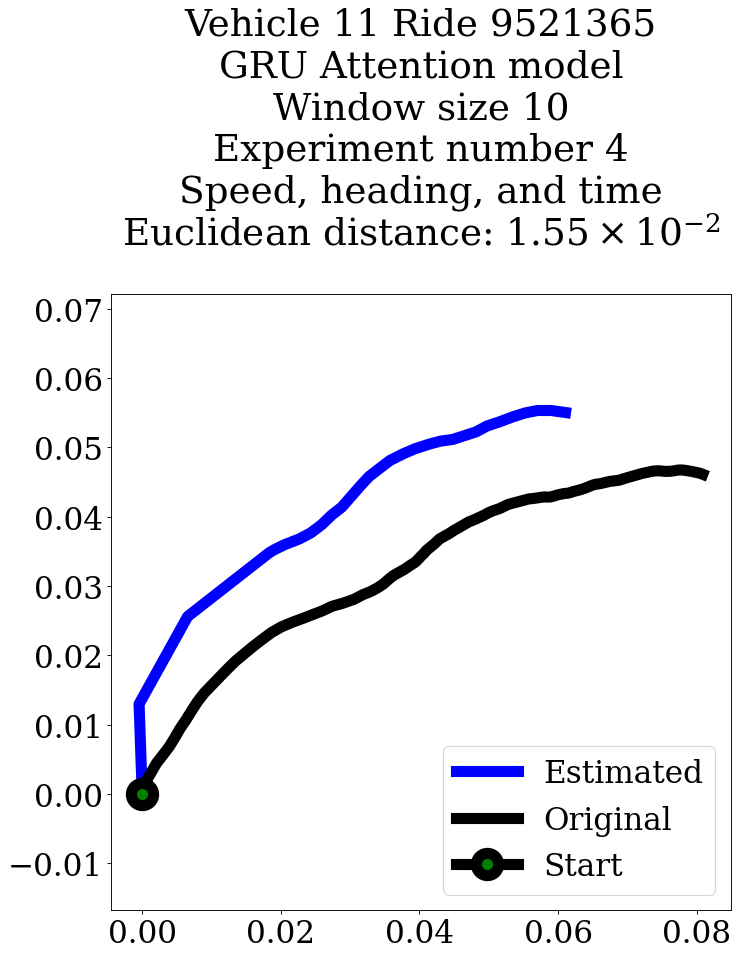 Vehicle 11 Ride 9521365
GRU Attention model
Window size 10
Experiment number 4
Speed, heading, and time
Euclidean distance: 1.55 × 10⁻²
0.07
0.06
0.05
0.04
0.03
0.02
0.01
0.00
−0.01
Estimated
Original
Start
0.00 0.02 0.04 0.06 0.08